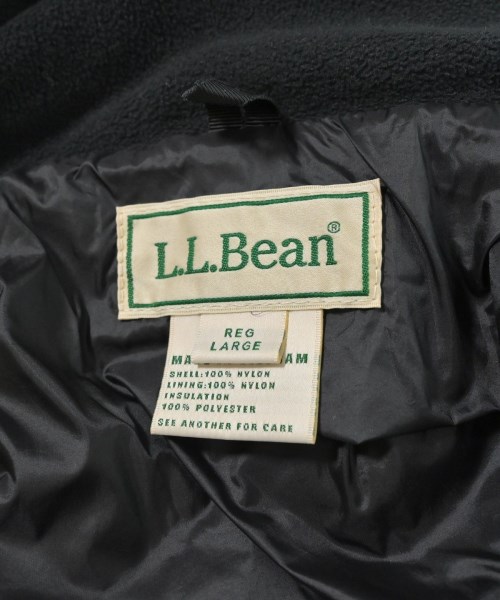 L.L.Bean®
REG
LARGE
SHELL:100% NYLON
LINING:100% NYLON
INSULATION
100% POLYESTER
SEE ANOTHER FOR CARE